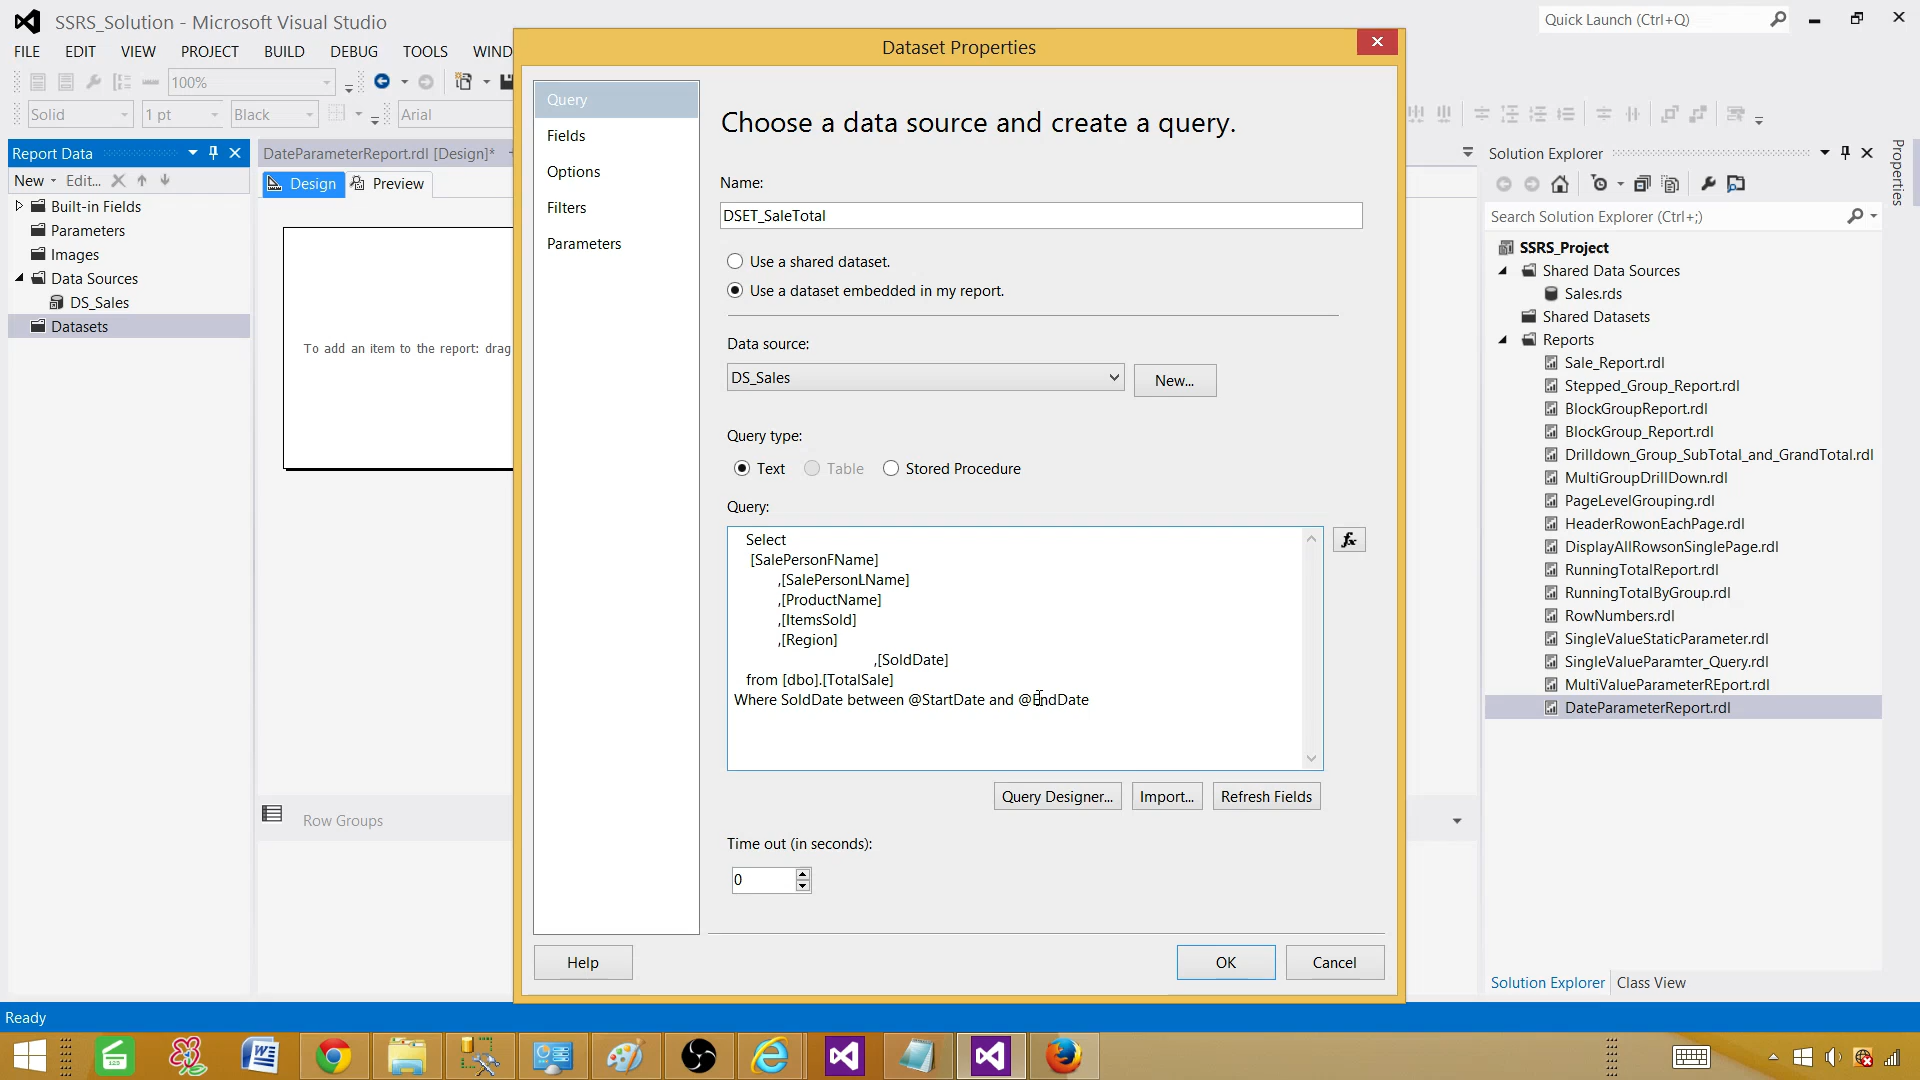 SSRS_Solution - Microsoft Visual Studio
Quick Launch (Ctrl+Q)
FILE EDIT VIEW PROJECT BUILD DEBUG TOOLS WIND
100%
Solid 1 pt Black Arial
Dataset Properties
Report Data
New Edit...
Built-in Fields
Parameters
Images
Data Sources
DS_Sales
Datasets
DateParameterReport.rdl [Design]*
Design Preview
To add an item to the report: drag
Row Groups
Query
Fields
Options
Filters
Parameters
Choose a data source and create a query.
Name:
DSET_SaleTotal
Use a shared dataset.
Use a dataset embedded in my report.
Data source:
DS_Sales
New...
Query type:
Text Table Stored Procedure
Query:
Select
[SalePersonFName]
,[SalePersonLName]
,[ProductName]
,[ItemsSold]
,[Region]
,[SoldDate]
from [dbo].[TotalSale]
Where SoldDate between @StartDate and @EndDate
fx
Query Designer... Import... Refresh Fields
Time out (in seconds):
0
Help OK Cancel
Solution Explorer
Search Solution Explorer (Ctrl+;)
SSRS_Project
Shared Data Sources
Sales.rds
Shared Datasets
Reports
Sale_Report.rdl
Stepped_Group_Report.rdl
BlockGroupReport.rdl
BlockGroup_Report.rdl
Drilldown_Group_SubTotal_and_GrandTotal.rdl
MultiGroupDrillDown.rdl
PageLevelGrouping.rdl
HeaderRowonEachPage.rdl
DisplayAllRowsonSinglePage.rdl
RunningTotalReport.rdl
RunningTotalByGroup.rdl
RowNumbers.rdl
SingleValueStaticParameter.rdl
SingleValueParamter_Query.rdl
MultiValueParameterREport.rdl
DateParameterReport.rdl
Solution Explorer Class View
Properties
Ready